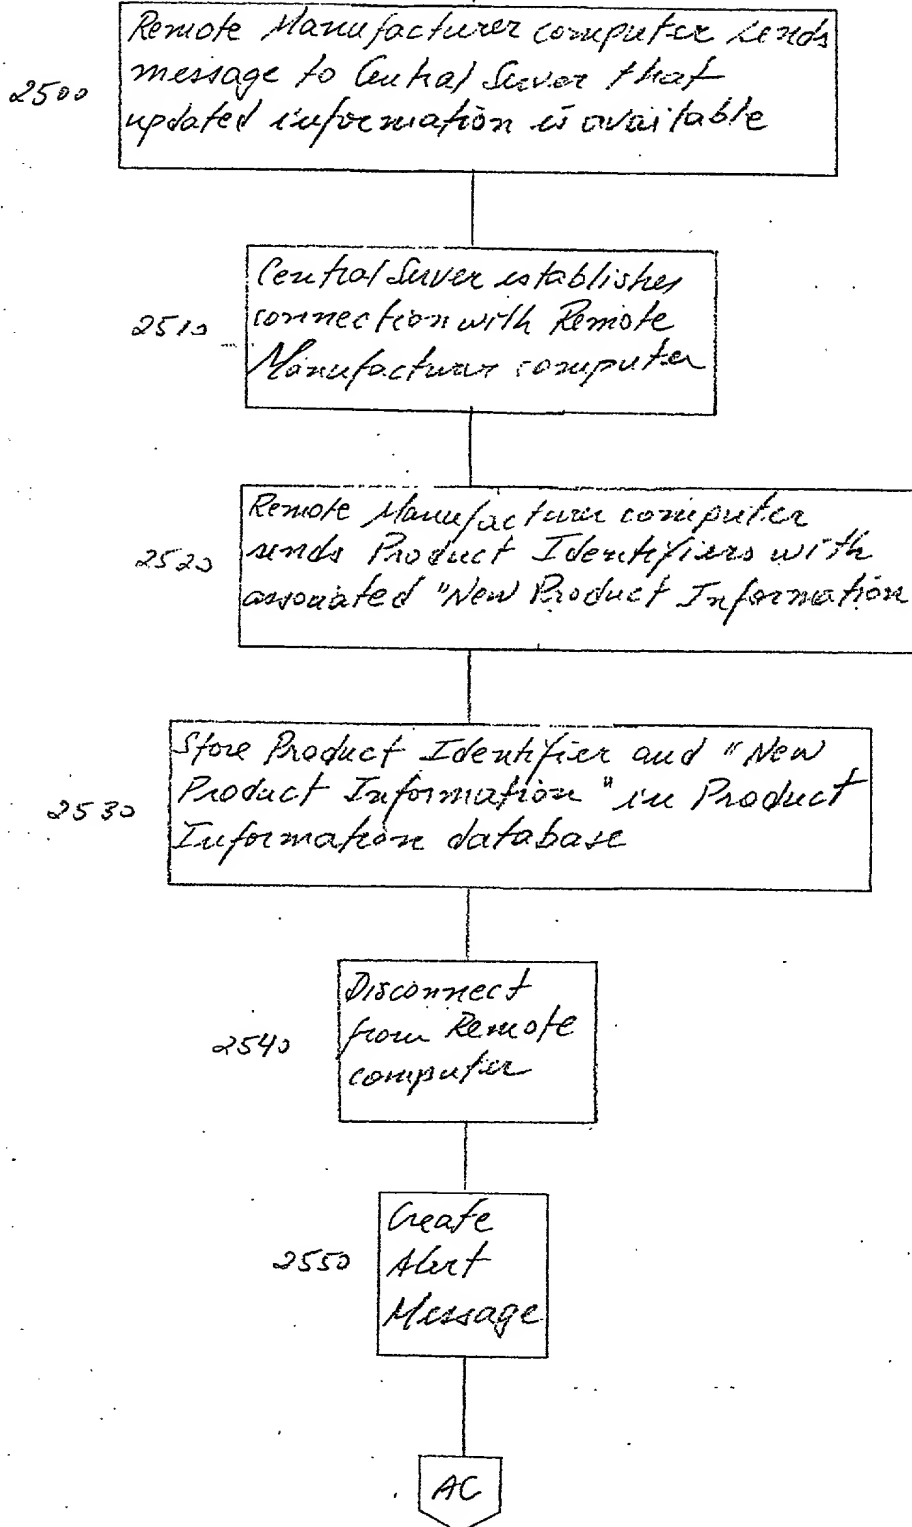 Remote Manufacturer computer sends
2500 message to Central Server that
updated information is available
Central Server establishes
2510 connection with Remote
Manufacturer computer
Remote Manufacturer computer
2520 sends Product Identifiers with
associated "New Product Information
Store Product Identifier and "New
2530 Product Information" in Product
Information database
Disconnect
2540 from Remote
computer
Create
2550 Alert
Message
AC